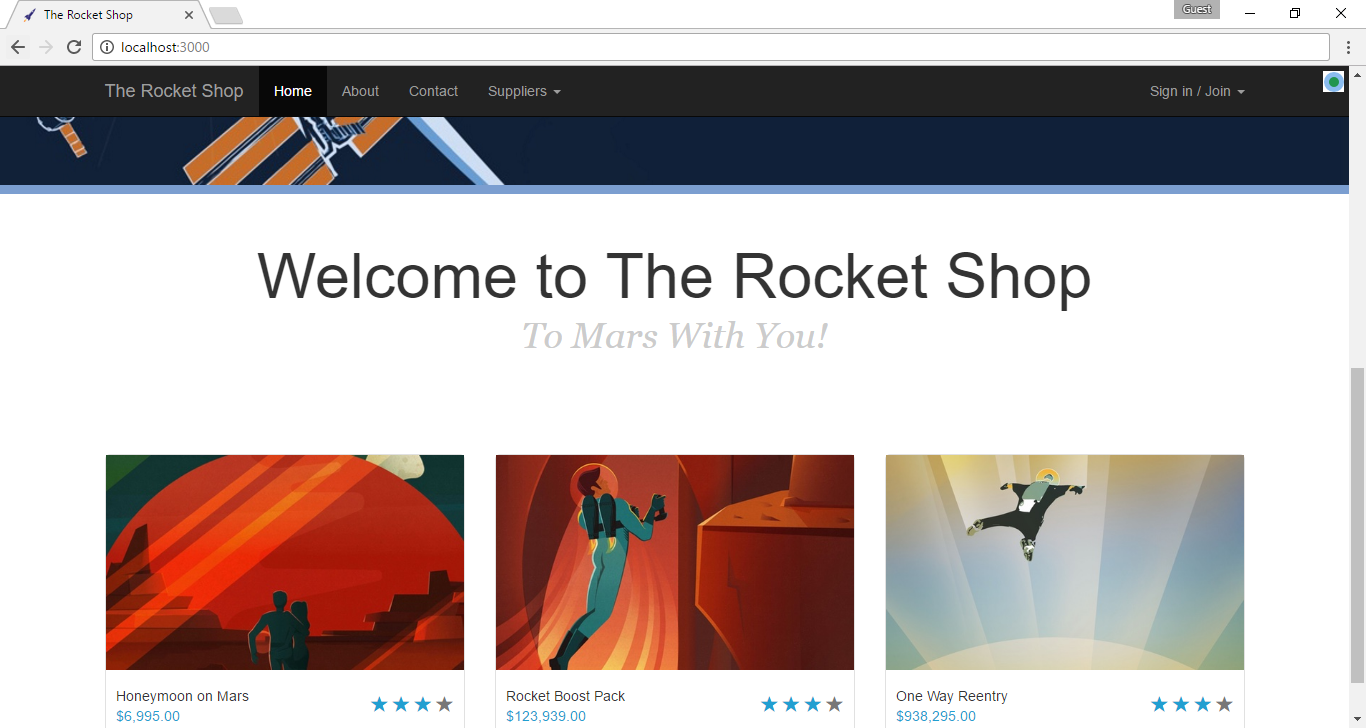 The Rocket Shop
Guest
localhost:3000
The Rocket Shop Home About Contact Suppliers Sign in / Join
Welcome to The Rocket Shop
To Mars With You!
Honeymoon on Mars
$6,995.00
Rocket Boost Pack
$123,939.00
One Way Reentry
$938,295.00